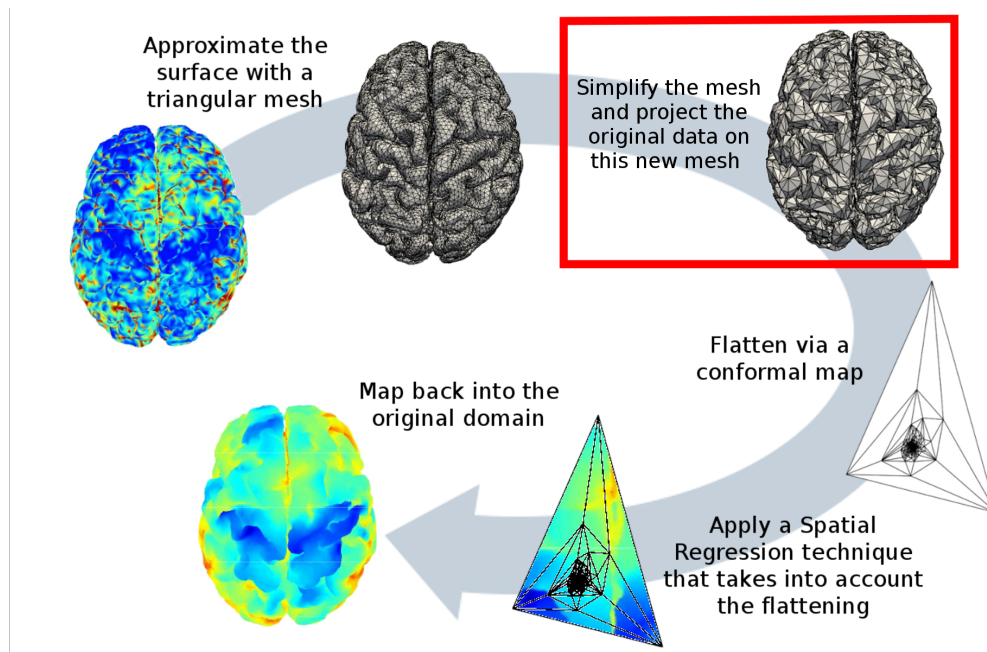 Approximate the
surface with a
triangular mesh
Simplify the mesh
and project the
original data on
this new mesh
Flatten via a
conformal map
Apply a Spatial
Regression technique
that takes into account
the flattening
Map back into the
original domain